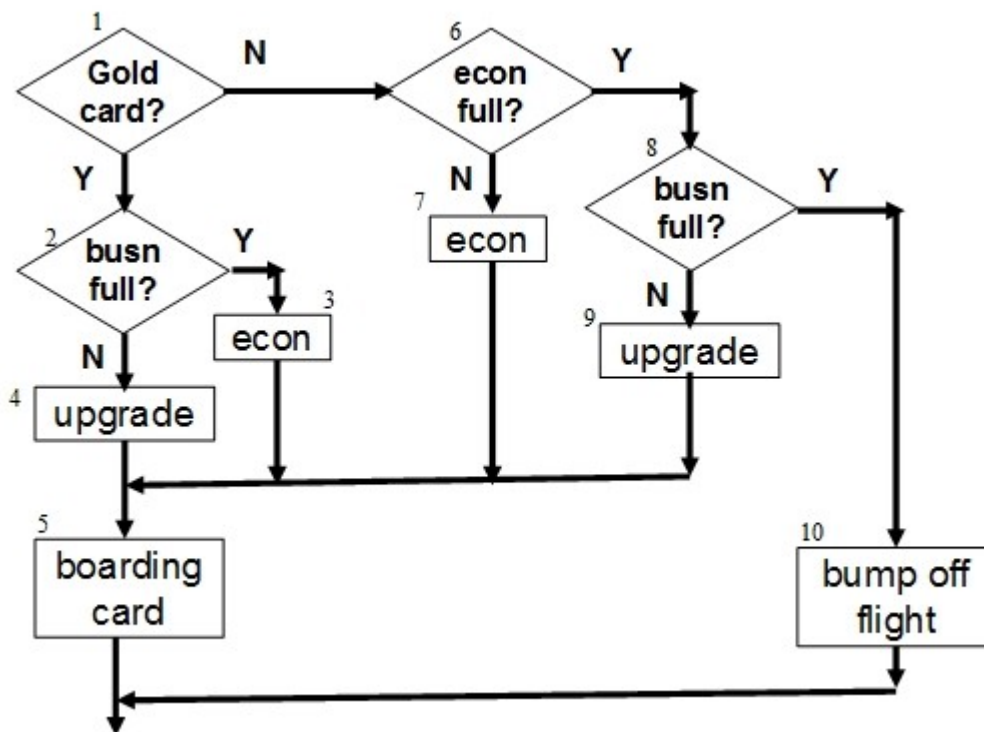 1
Gold
card?
N
6
econ
full?
Y
8
busn
full?
Y
Y
N
7
econ
2
busn
full?
Y
3
econ
N
4
upgrade
N
9
upgrade
5
boarding
card
10
bump off
flight